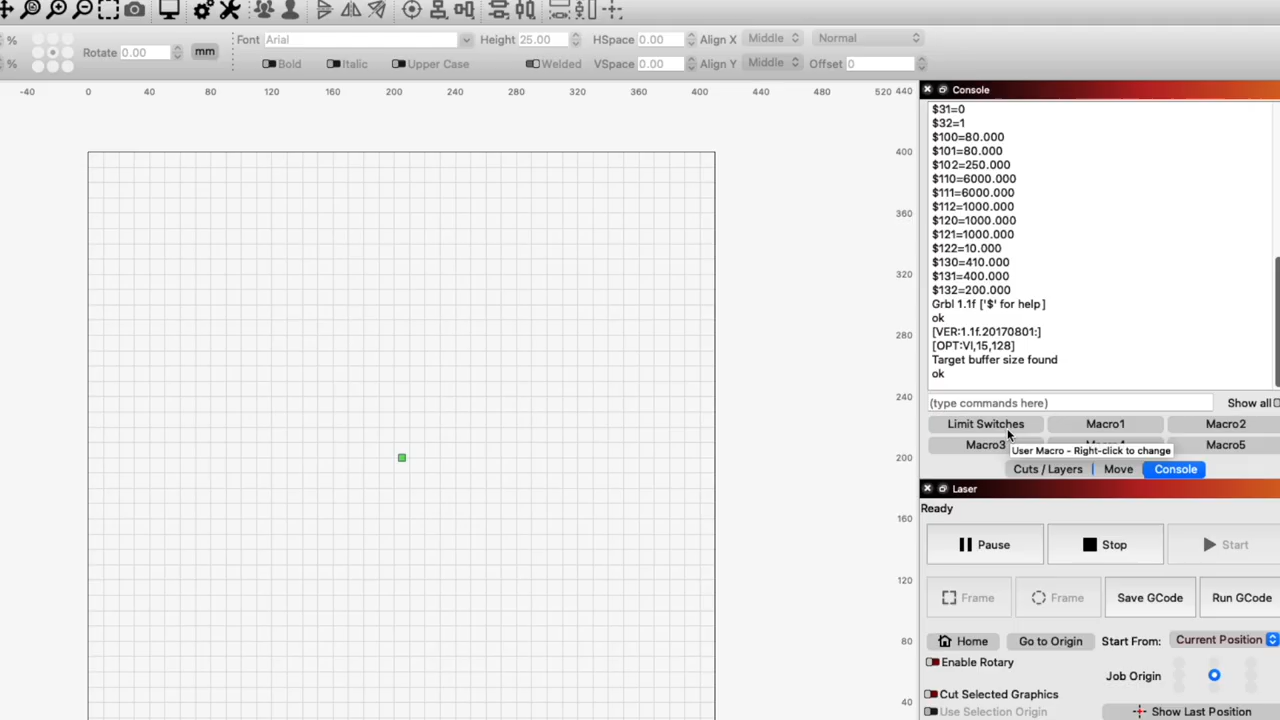 %
Rotate 0.00
mm
Font Arial
Height 25.00
HSpace 0.00
Align X Middle
Normal
%
Bold
Italic
Upper Case
Welded
VSpace 0.00
Align Y Middle
Offset 0
-40 0 40 80 120 160 200 240 280 320 360 400 440 480 520 440
400
360
320
280
240
200
160
120
80
40
Console
$31=0
$32=1
$100=80.000
$101=80.000
$102=250.000
$110=6000.000
$111=6000.000
$112=1000.000
$120=1000.000
$121=1000.000
$122=10.000
$130=410.000
$131=400.000
$132=200.000
Grbl 1.1f ['$' for help]
ok
[VER:1.1f.20170801:]
[OPT:VI,15,128]
Target buffer size found
ok
(type commands here)
Show all
Limit Switches
Macro1
Macro2
Macro3
Macro5
User Macro - Right-click to change
Cuts / Layers
Move
Console
Laser
Ready
Pause
Stop
Start
Frame
Frame
Save GCode
Run GCode
Home
Go to Origin
Start From: Current Position
Enable Rotary
Job Origin
Cut Selected Graphics
Use Selection Origin
Show Last Position